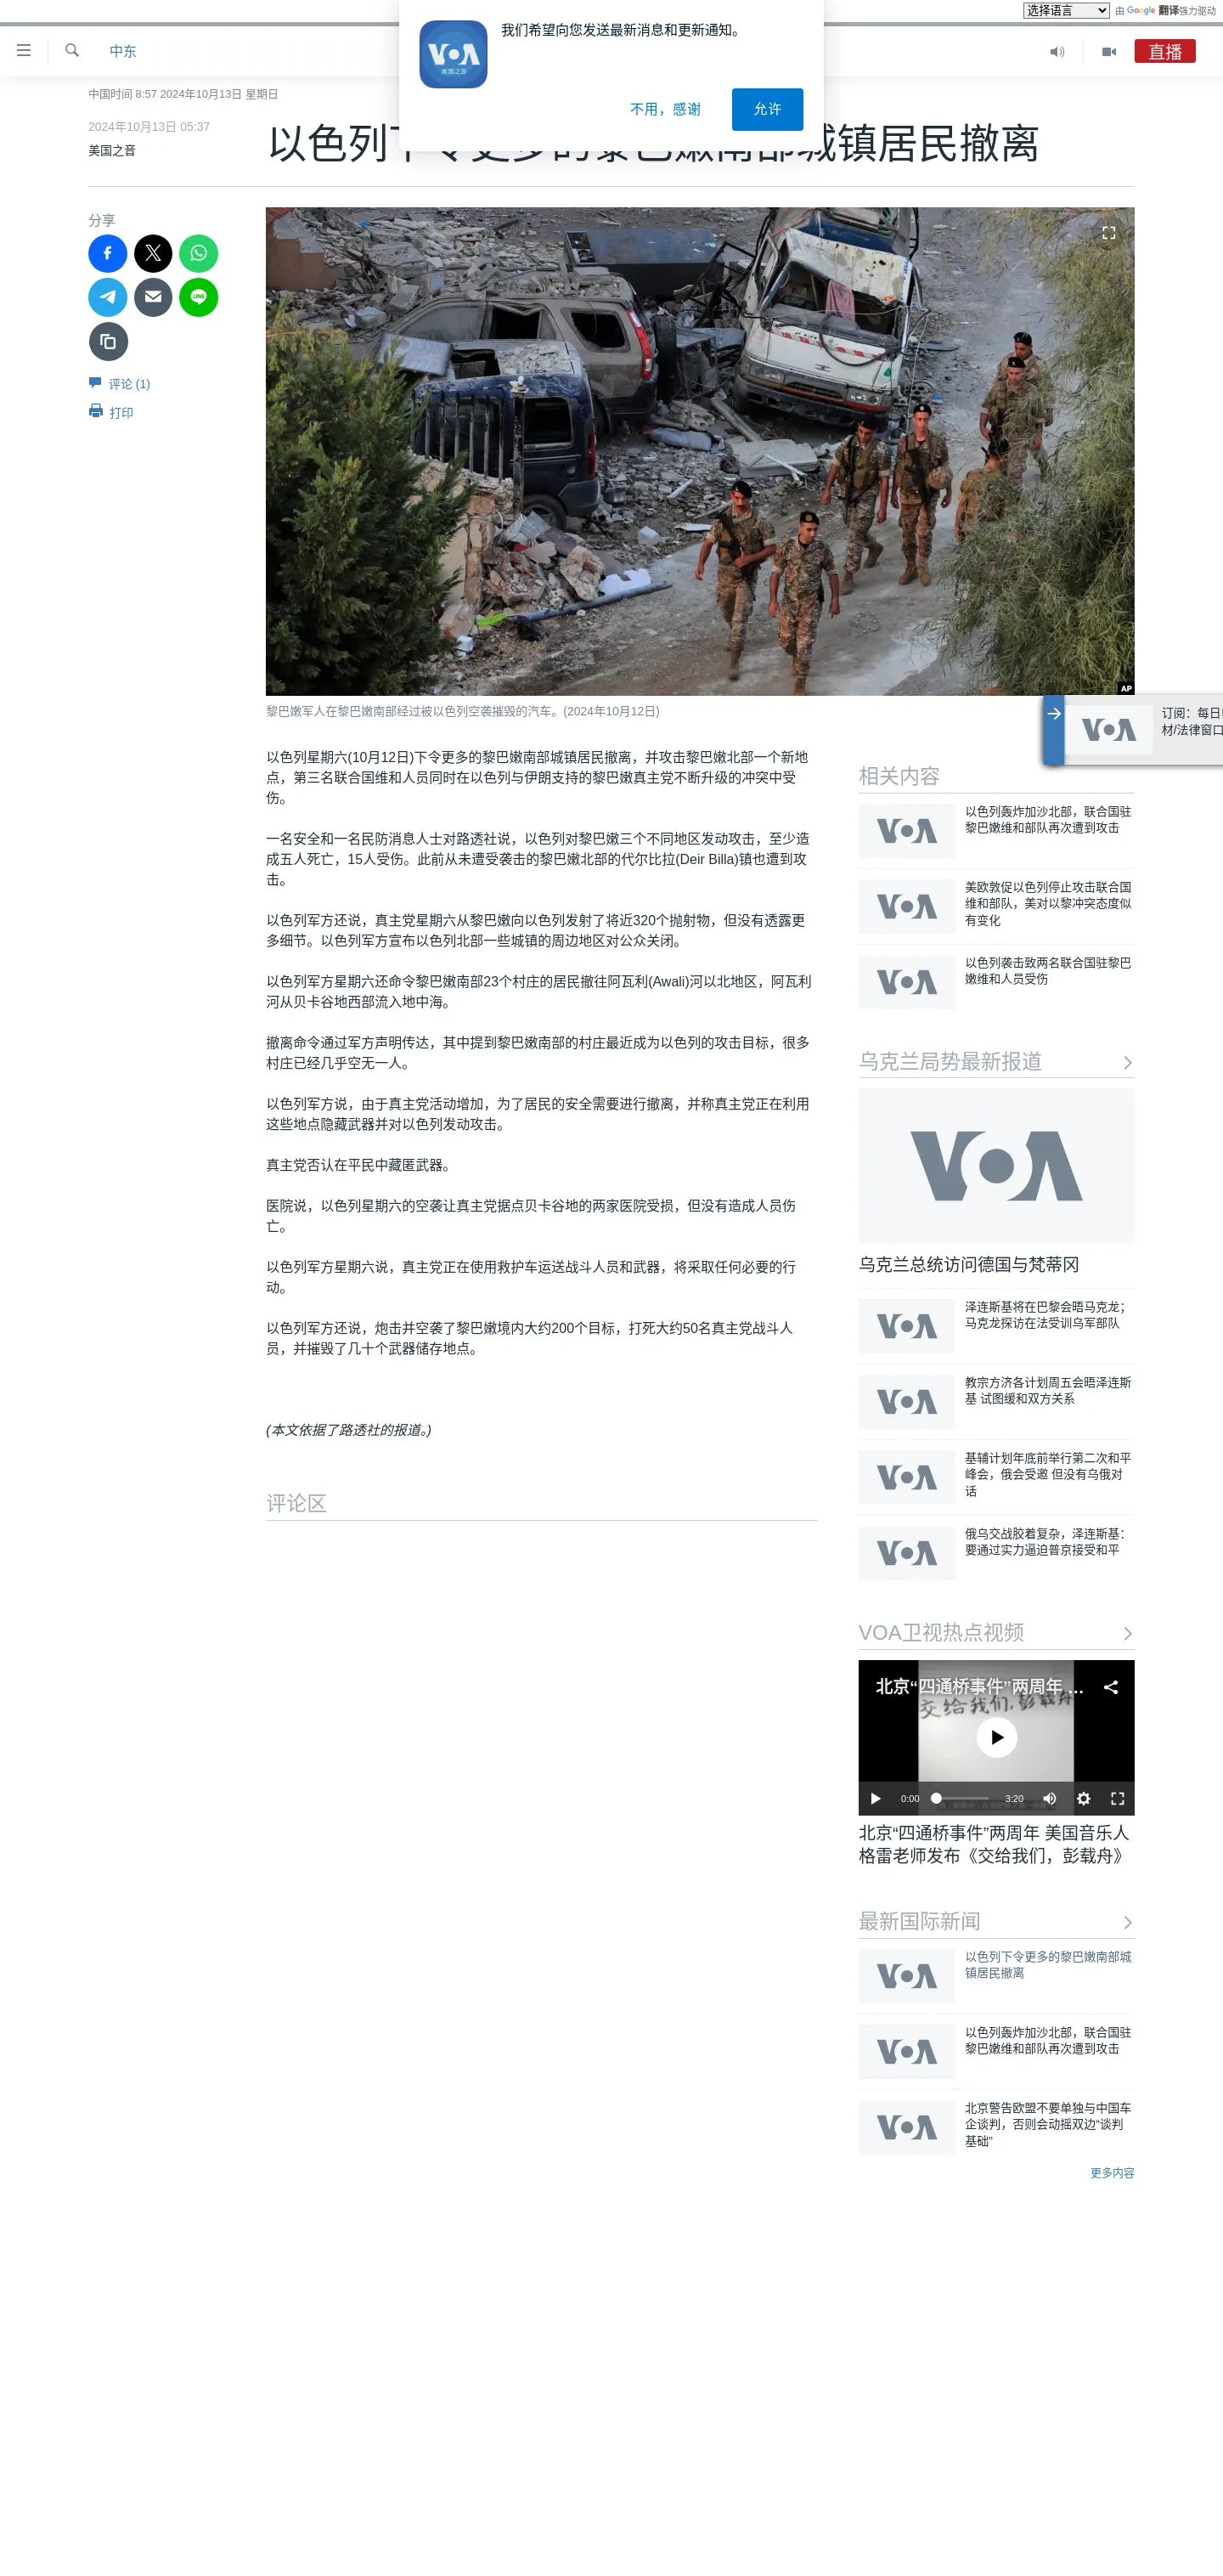 选择语言
由 Google 翻译强力驱动
我们希望向您发送最新消息和更新通知。
VOA
美国之音
不用，感谢
允许
中东
直播
中国时间 8:57 2024年10月13日 星期日
2024年10月13日 05:37
美国之音
以色列下令更多的黎巴嫩南部城镇居民撤离
分享
评论 (1)
打印
AP
黎巴嫩军人在黎巴嫩南部经过被以色列空袭摧毁的汽车。(2024年10月12日)
VOA
订阅：每日
材/法律窗口
以色列星期六(10月12日)下令更多的黎巴嫩南部城镇居民撤离，并攻击黎巴嫩北部一个新地
点，第三名联合国维和人员同时在以色列与伊朗支持的黎巴嫩真主党不断升级的冲突中受
伤。
一名安全和一名民防消息人士对路透社说，以色列对黎巴嫩三个不同地区发动攻击，至少造
成五人死亡，15人受伤。此前从未遭受袭击的黎巴嫩北部的代尔比拉(Deir Billa)镇也遭到攻
击。
以色列军方还说，真主党星期六从黎巴嫩向以色列发射了将近320个抛射物，但没有透露更
多细节。以色列军方宣布以色列北部一些城镇的周边地区对公众关闭。
以色列军方星期六还命令黎巴嫩南部23个村庄的居民撤往阿瓦利(Awali)河以北地区，阿瓦利
河从贝卡谷地西部流入地中海。
撤离命令通过军方声明传达，其中提到黎巴嫩南部的村庄最近成为以色列的攻击目标，很多
村庄已经几乎空无一人。
以色列军方说，由于真主党活动增加，为了居民的安全需要进行撤离，并称真主党正在利用
这些地点隐藏武器并对以色列发动攻击。
真主党否认在平民中藏匿武器。
医院说，以色列星期六的空袭让真主党据点贝卡谷地的两家医院受损，但没有造成人员伤
亡。
以色列军方星期六说，真主党正在使用救护车运送战斗人员和武器，将采取任何必要的行
动。
以色列军方还说，炮击并空袭了黎巴嫩境内大约200个目标，打死大约50名真主党战斗人
员，并摧毁了几十个武器储存地点。
(本文依据了路透社的报道。)
评论区
相关内容
VOA
以色列轰炸加沙北部，联合国驻
黎巴嫩维和部队再次遭到攻击
VOA
美欧敦促以色列停止攻击联合国
维和部队，美对以黎冲突态度似
有变化
VOA
以色列袭击致两名联合国驻黎巴
嫩维和人员受伤
乌克兰局势最新报道
VOA
乌克兰总统访问德国与梵蒂冈
VOA
泽连斯基将在巴黎会晤马克龙；
马克龙探访在法受训乌军部队
VOA
教宗方济各计划周五会晤泽连斯
基 试图缓和双方关系
VOA
基辅计划年底前举行第二次和平
峰会，俄会受邀 但没有乌俄对
话
VOA
俄乌交战胶着复杂，泽连斯基：
要通过实力逼迫普京接受和平
VOA卫视热点视频
北京“四通桥事件”两周年 ...
交给我们,彭载舟
0:00
3:20
北京“四通桥事件”两周年 美国音乐人
格雷老师发布《交给我们，彭载舟》
最新国际新闻
VOA
以色列下令更多的黎巴嫩南部城
镇居民撤离
VOA
以色列轰炸加沙北部，联合国驻
黎巴嫩维和部队再次遭到攻击
VOA
北京警告欧盟不要单独与中国车
企谈判，否则会动摇双边“谈判
基础”
更多内容